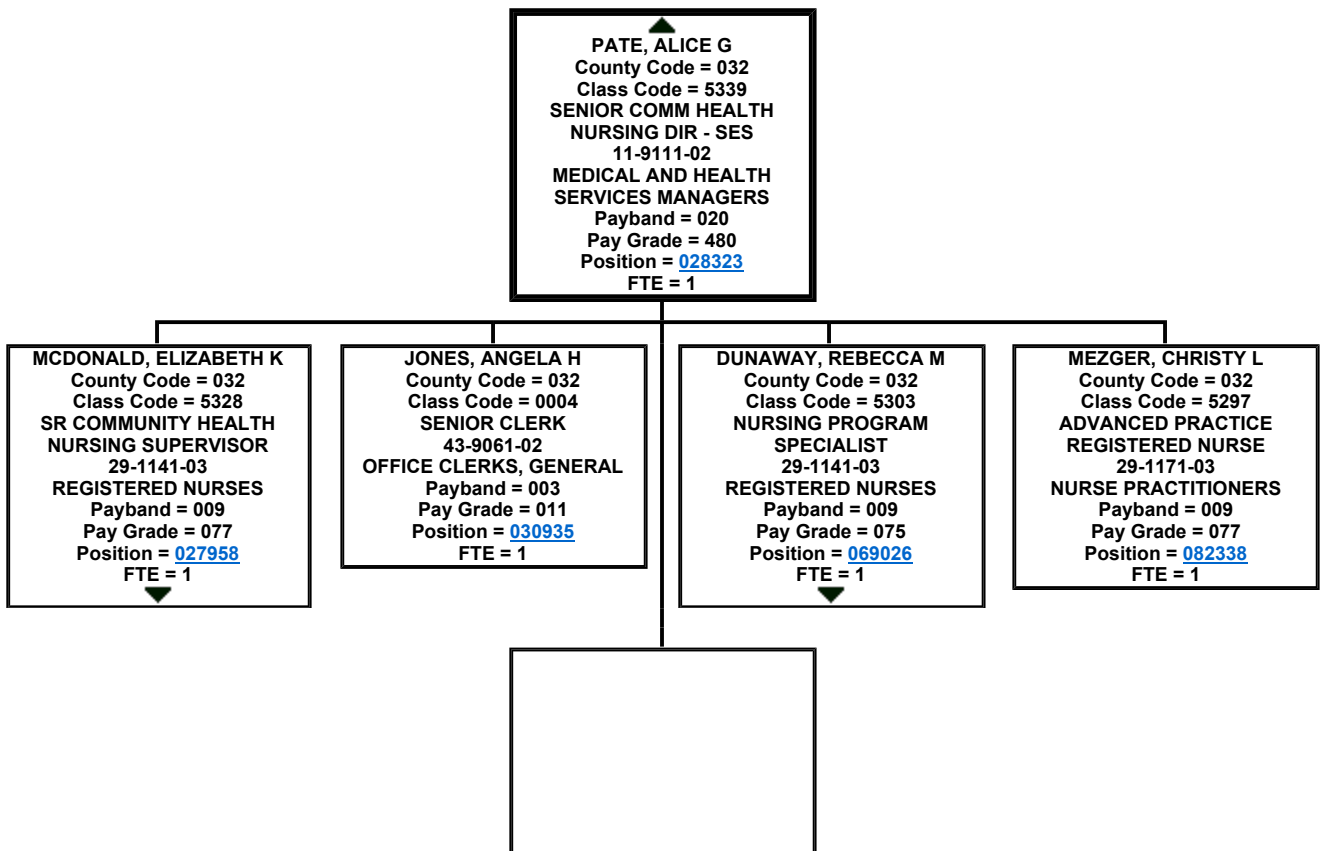 PATE, ALICE G
County Code = 032
Class Code = 5339
SENIOR COMM HEALTH
NURSING DIR - SES
11-9111-02
MEDICAL AND HEALTH
SERVICES MANAGERS
Payband = 020
Pay Grade = 480
Position = 028323
FTE = 1
MCDONALD, ELIZABETH K
County Code = 032
Class Code = 5328
SR COMMUNITY HEALTH
NURSING SUPERVISOR
29-1141-03
REGISTERED NURSES
Payband = 009
Pay Grade = 077
Position = 027958
FTE = 1
JONES, ANGELA H
County Code = 032
Class Code = 0004
SENIOR CLERK
43-9061-02
OFFICE CLERKS, GENERAL
Payband = 003
Pay Grade = 011
Position = 030935
FTE = 1
DUNAWAY, REBECCA M
County Code = 032
Class Code = 5303
NURSING PROGRAM
SPECIALIST
29-1141-03
REGISTERED NURSES
Payband = 009
Pay Grade = 075
Position = 069026
FTE = 1
MEZGER, CHRISTY L
County Code = 032
Class Code = 5297
ADVANCED PRACTICE
REGISTERED NURSE
29-1171-03
NURSE PRACTITIONERS
Payband = 009
Pay Grade = 077
Position = 082338
FTE = 1